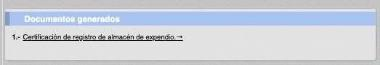 Documentos generados
1.- Certificación de registro de almacén de expendio.→